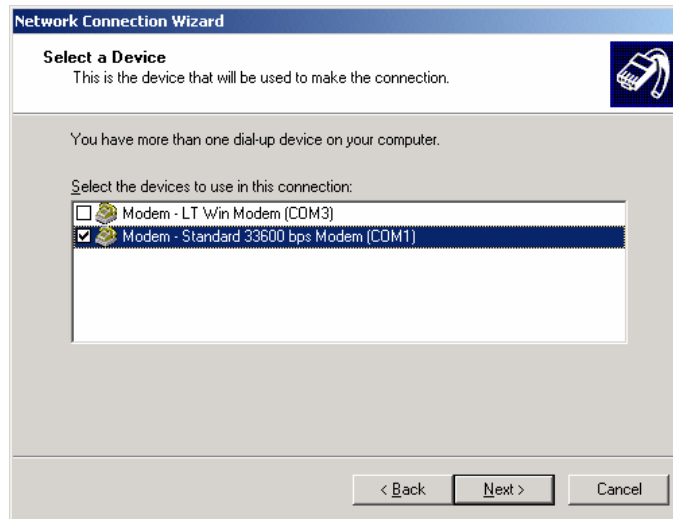 Network Connection Wizard
Select a Device
This is the device that will be used to make the connection.
You have more than one dial-up device on your computer.
Select the devices to use in this connection:
Modem - LT Win Modem (COM3)
Modem - Standard 33600 bps Modem (COM1)
< Back Next > Cancel